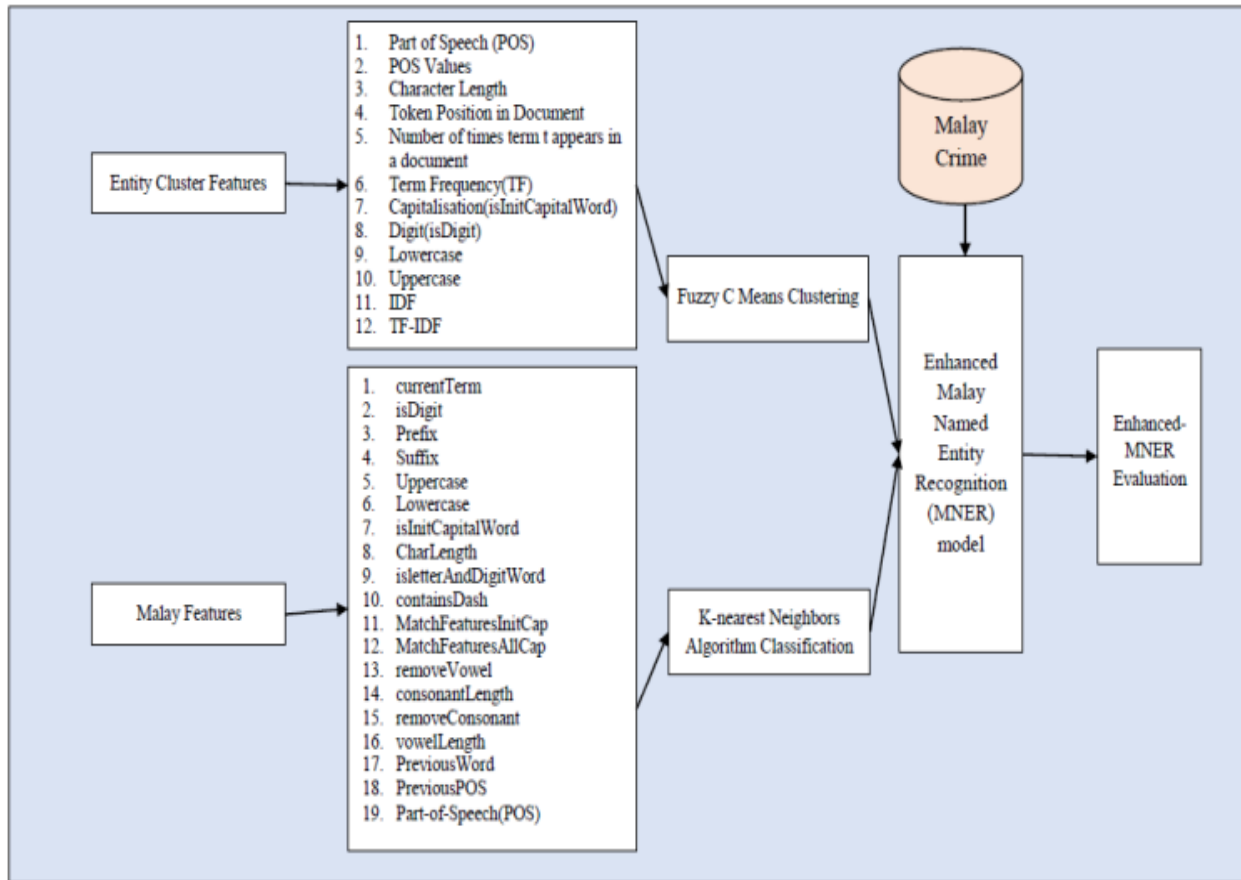 Entity Cluster Features
1. Part of Speech (POS)
2. POS Values
3. Character Length
4. Token Position in Document
5. Number of times term t appears in
a document
6. Term Frequency(TF)
7. Capitalisation(isInitCapitalWord)
8. Digit(isDigit)
9. Lowercase
10. Uppercase
11. IDF
12. TF-IDF
Fuzzy C Means Clustering
Malay Features
1. currentTerm
2. isDigit
3. Prefix
4. Suffix
5. Uppercase
6. Lowercase
7. isInitCapitalWord
8. CharLength
9. isletterAndDigitWord
10. containsDash
11. MatchFeaturesInitCap
12. MatchFeaturesAllCap
13. removeVowel
14. consonantLength
15. removeConsonant
16. vowelLength
17. PreviousWord
18. PreviousPOS
19. Part-of-Speech(POS)
K-nearest Neighbors
Algorithm Classification
Malay
Crime
Enhanced
Malay
Named
Entity
Recognition
(MNER)
model
Enhanced-
MNER
Evaluation